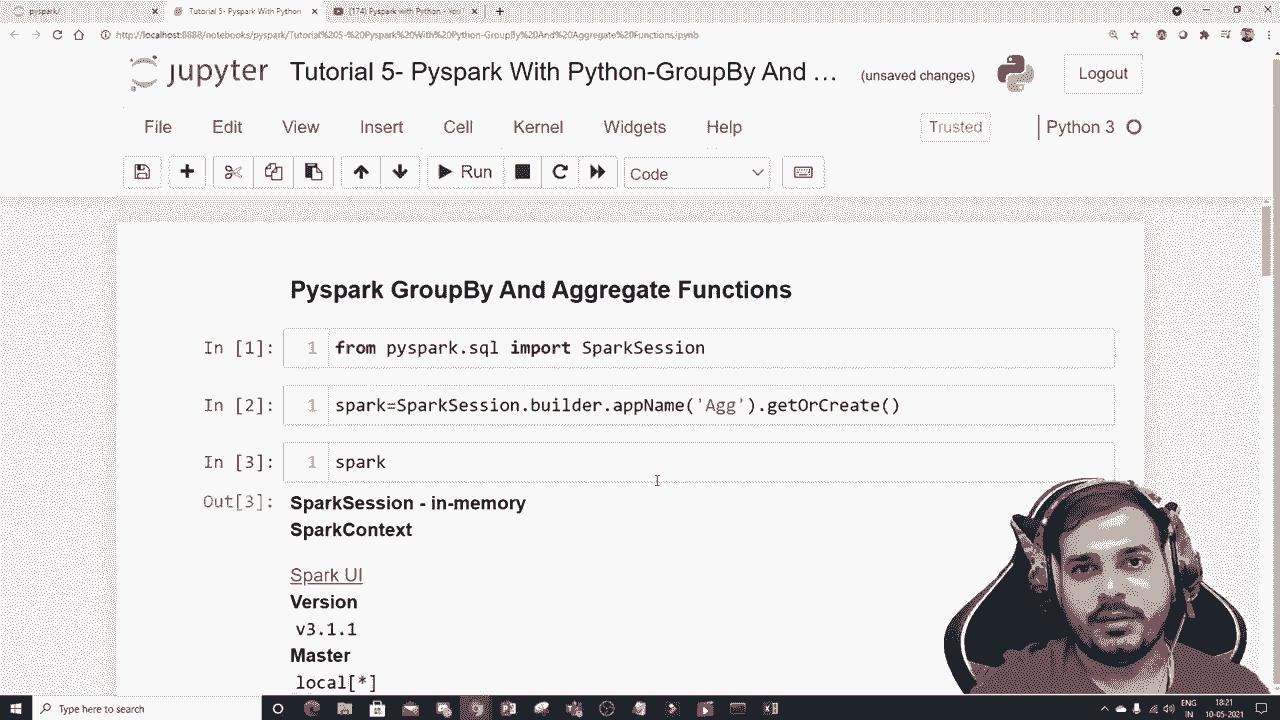 pyspark/
Tutorial 5- Pyspark With Python
(174) Pyspark with Python - You
http://localhost:8888/notebooks/pyspark/Tutorial%205-%20Pyspark%20With%20Python-GroupBy%20And%20Aggregate%20Functions.ipynb
jupyter Tutorial 5- Pyspark With Python-GroupBy And ... (unsaved changes) Logout
File Edit View Insert Cell Kernel Widgets Help Trusted Python 3
Run Code
Pyspark GroupBy And Aggregate Functions
In [1]: 1 from pyspark.sql import SparkSession
In [2]: 1 spark=SparkSession.builder.appName('Agg').getOrCreate()
In [3]: 1 spark
Out[3]: SparkSession - in-memory
SparkContext
Spark UI
Version
v3.1.1
Master
local[*]
Type here to search
ENG
IN
18:21
10-05-2021